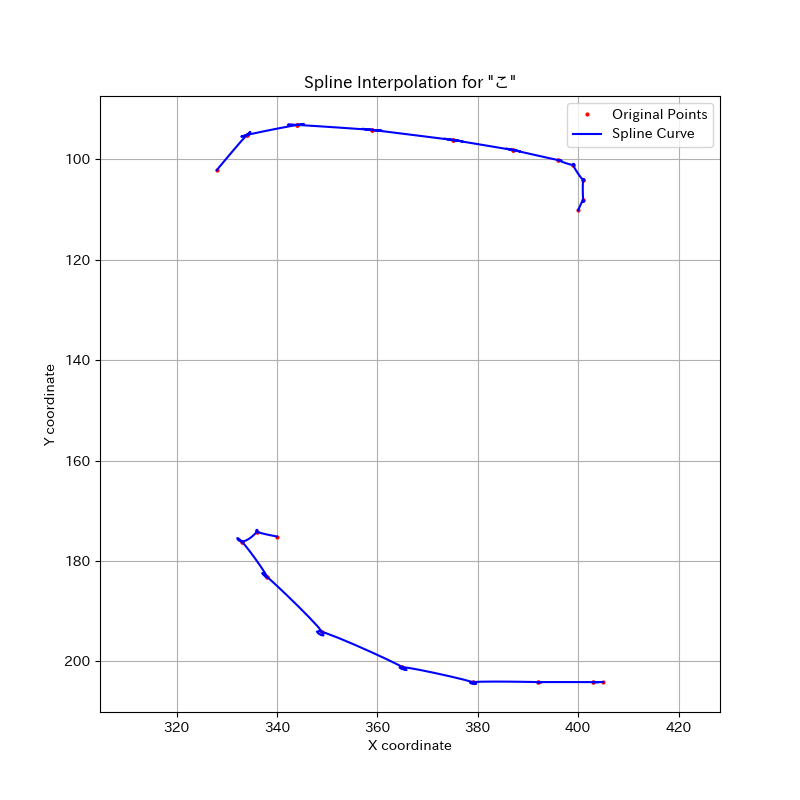 Spline Interpolation for "こ"
Original Points
Spline Curve
100
120
140
160
180
200
Y coordinate
320 340 360 380 400 420
X coordinate